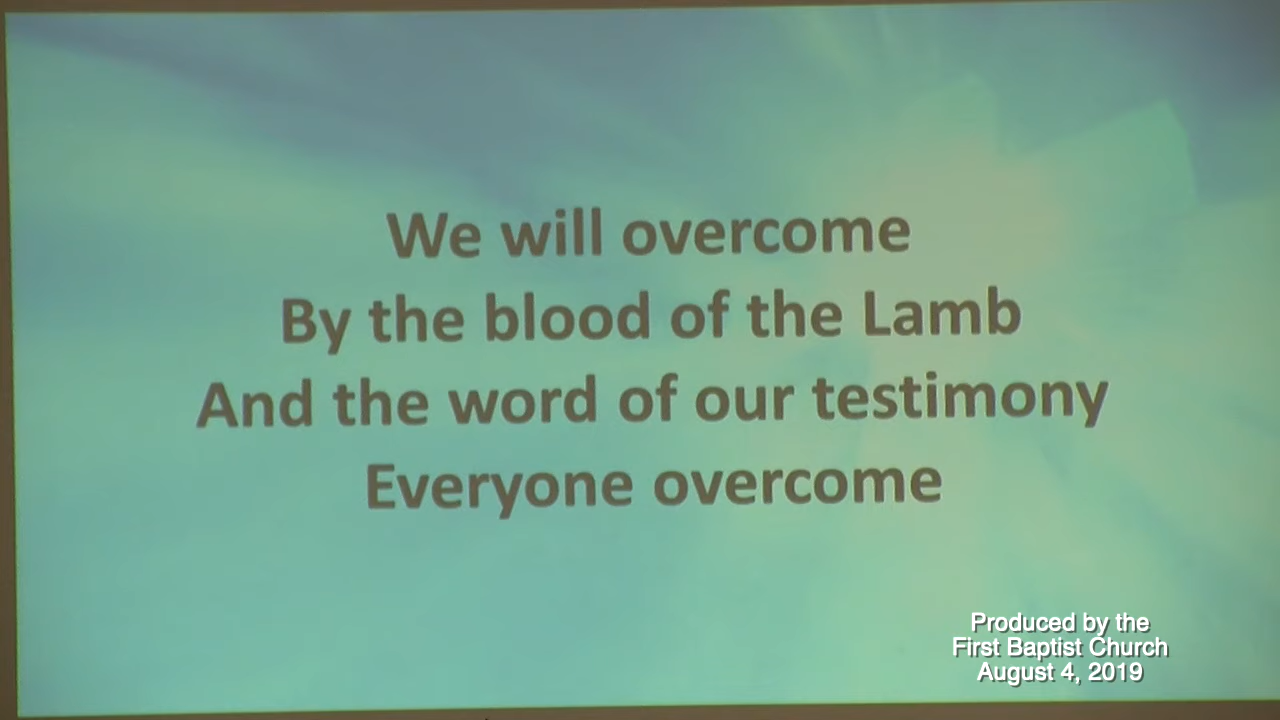 We will overcome
By the blood of the Lamb
And the word of our testimony
Everyone overcome
Produced by the
First Baptist Church
August 4, 2019